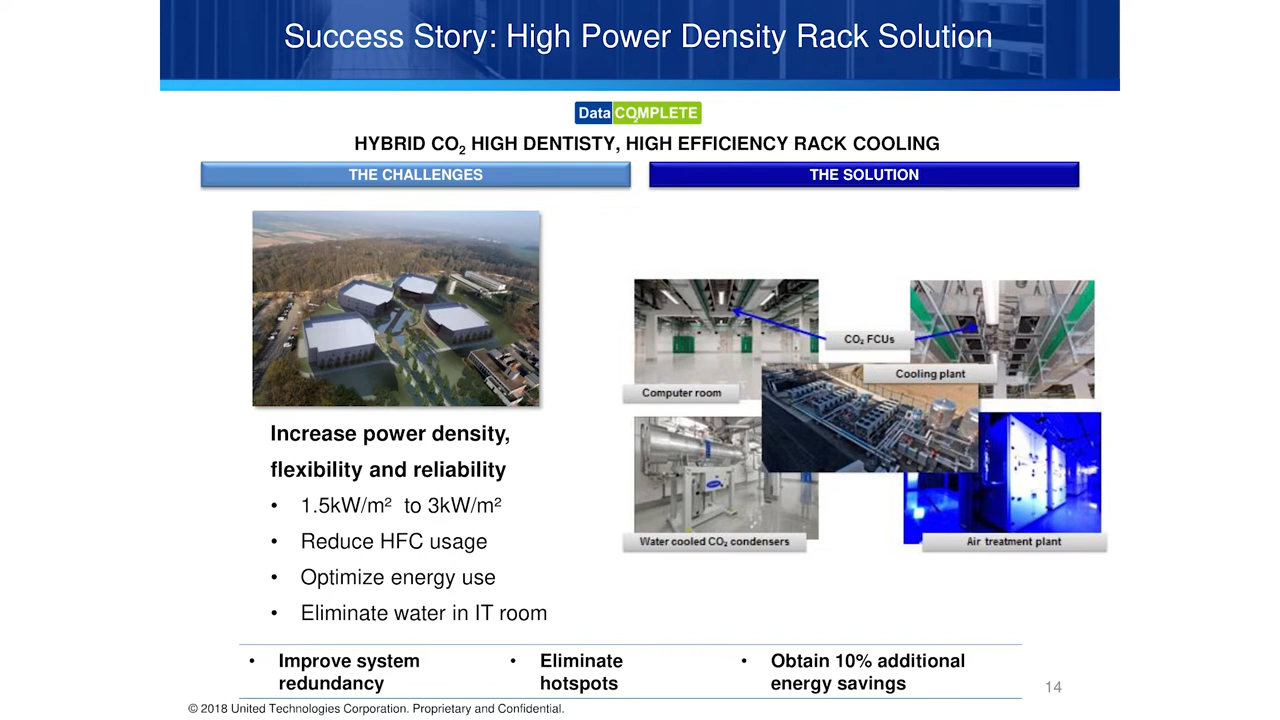 Success Story: High Power Density Rack Solution
Data CO₂MPLETE
HYBRID CO₂ HIGH DENTISTY, HIGH EFFICIENCY RACK COOLING
THE CHALLENGES
Increase power density,
flexibility and reliability
• 1.5kW/m² to 3kW/m²
• Reduce HFC usage
• Optimize energy use
• Eliminate water in IT room
THE SOLUTION
CO₂ FCUs
Cooling plant
Computer room
Water cooled CO₂ condensers
Air treatment plant
• Improve system
redundancy
• Eliminate
hotspots
• Obtain 10% additional
energy savings
14
© 2018 United Technologies Corporation. Proprietary and Confidential.